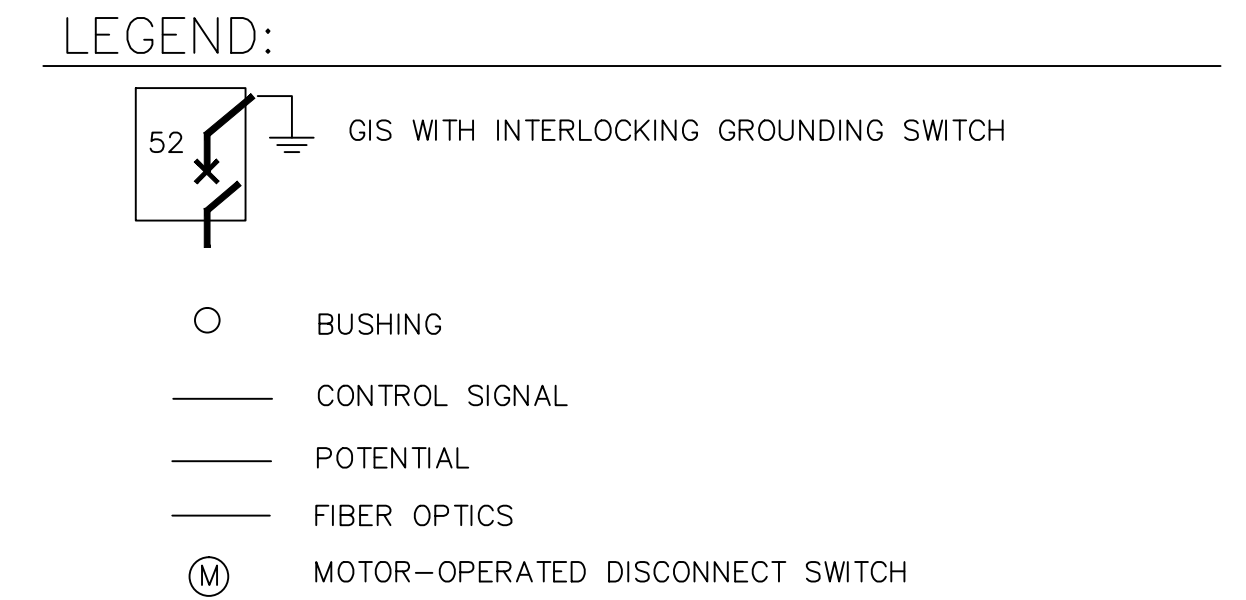 LEGEND:
52
GIS WITH INTERLOCKING GROUNDING SWITCH
BUSHING
CONTROL SIGNAL
POTENTIAL
FIBER OPTICS
M
MOTOR-OPERATED DISCONNECT SWITCH